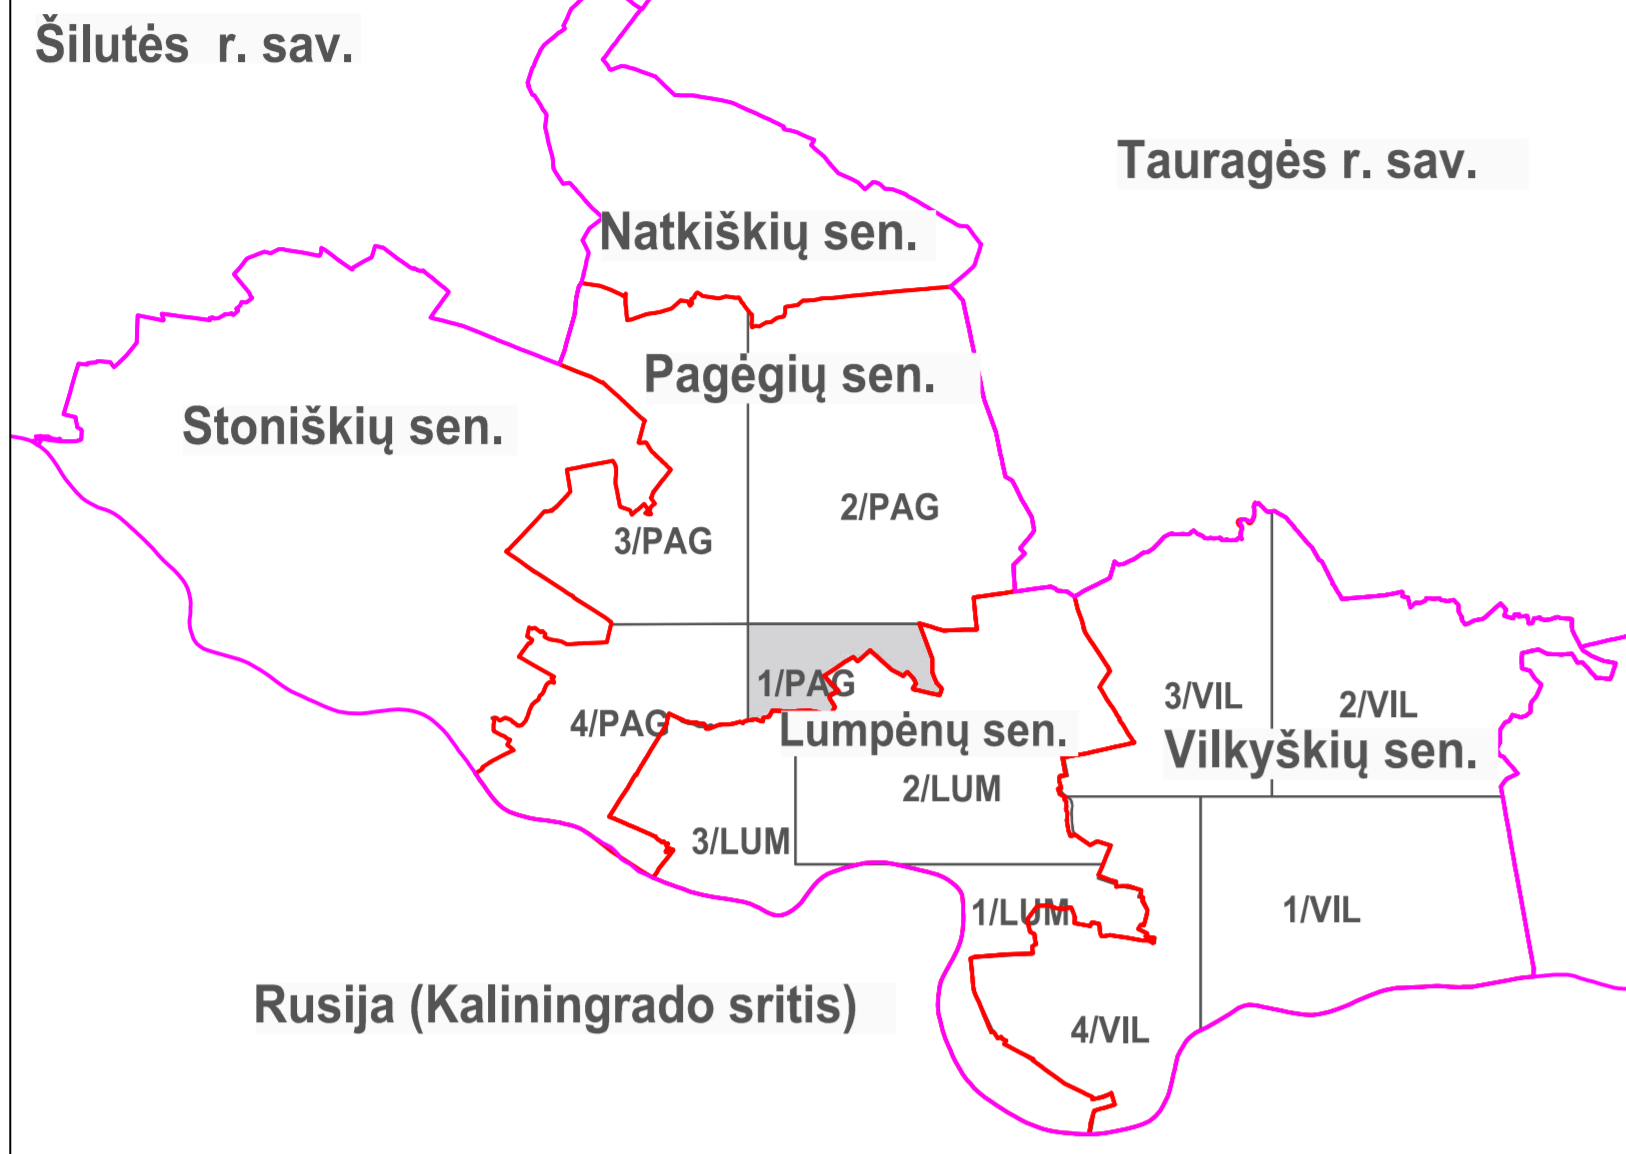 Šilutės r. sav.
Tauragės r. sav.
Natkiškių sen.
Pagėgių sen.
Stoniškių sen.
2/PAG
3/PAG
1/PAG
3/VIL
2/VIL
4/PAG
Lumpėnų sen.
Vilkyškių sen.
2/LUM
3/LUM
1/LUM
1/VIL
Rusija (Kaliningrado sritis)
4/VIL